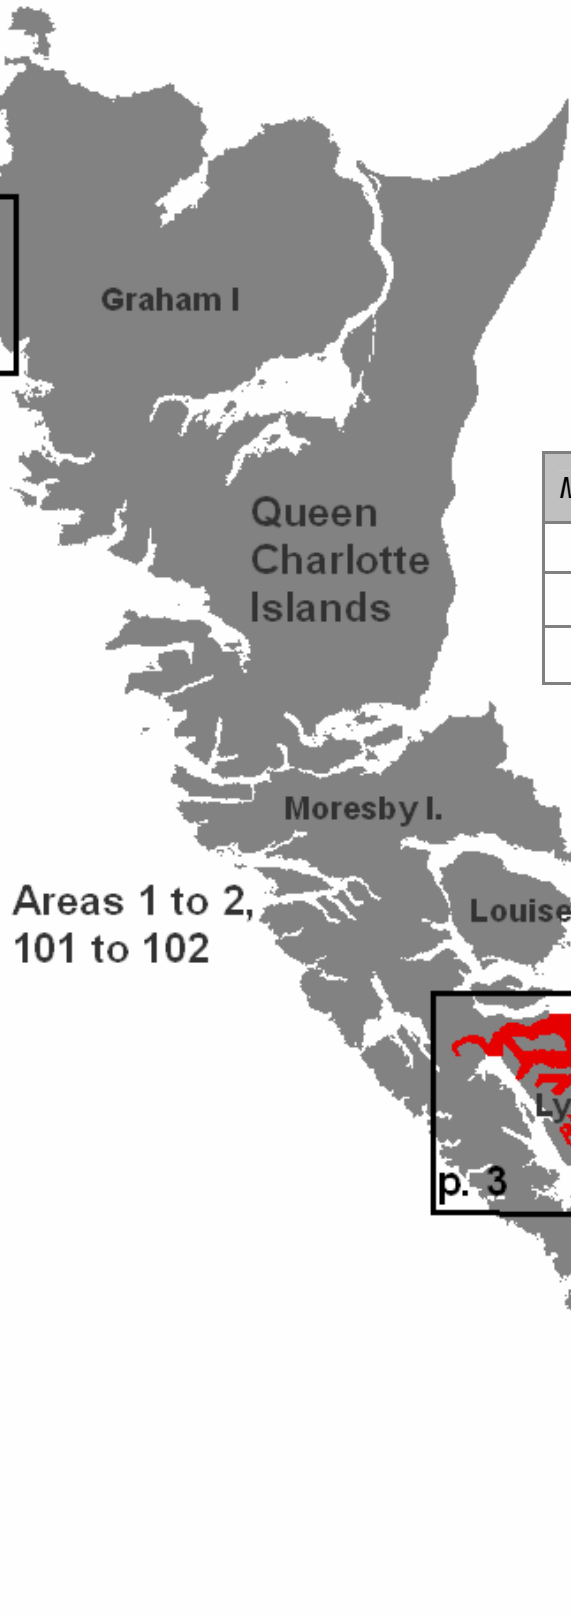 Graham I
Queen
Charlotte
Islands
Moresby I.
Areas 1 to 2,
101 to 102
Louise
p. 3